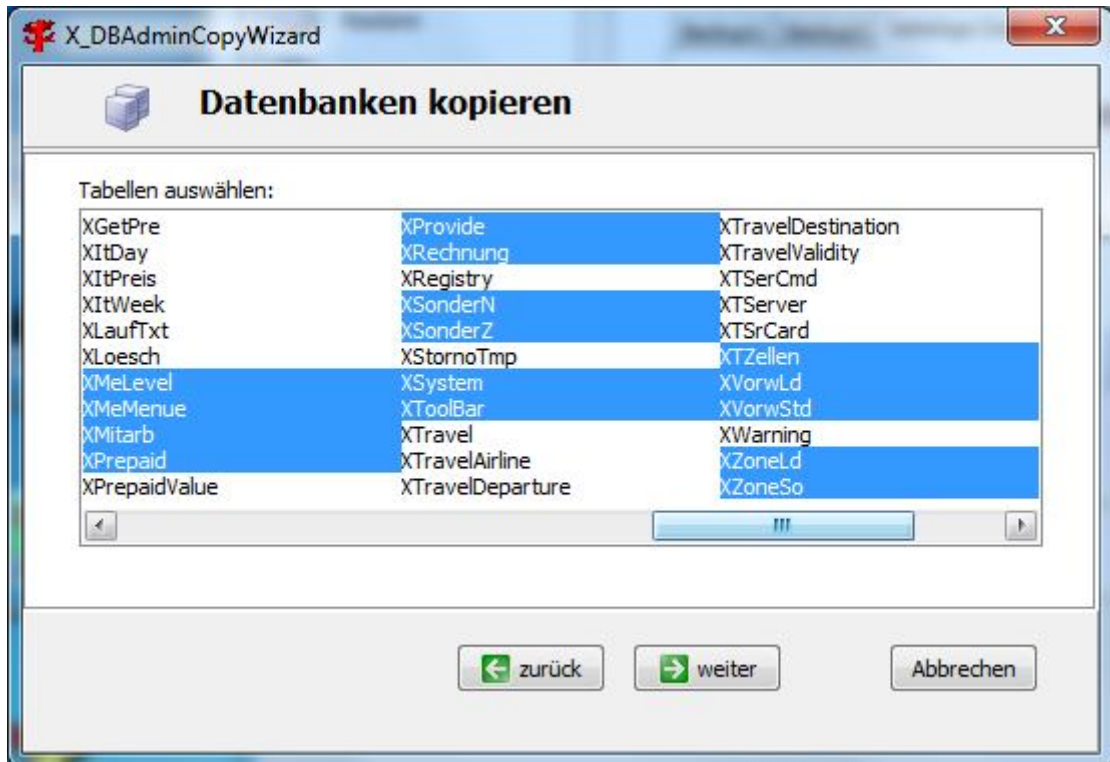 X_DBAdminCopyWizard
Datenbanken kopieren
Tabellen auswählen:
XGetPre
XItDay
XItPreis
XItWeek
XLaufTxt
XLoesch
XMeLevel
XMeMenue
XMitarb
XPrepaid
XPrepaidValue
XProvide
XRechnung
XRegistry
XSonderN
XSonderZ
XStornoTmp
XSystem
XToolBar
XTravel
XTravelAirline
XTravelDeparture
XTravelDestination
XTravelValidity
XTSerCmd
XTServer
XTSrCard
XTZellen
XVorwLd
XVorwStd
XWarning
XZoneLd
XZoneSo
zurück
weiter
Abbrechen